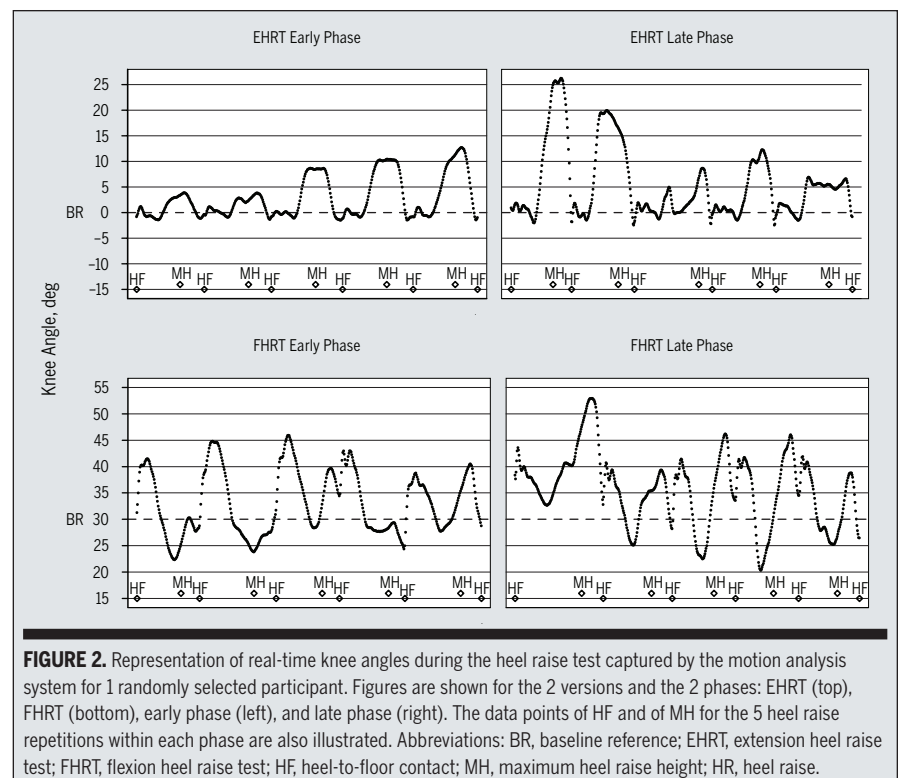 EHRT Early Phase
EHRT Late Phase
Knee Angle, deg
25
20
15
10
5
BR 0
–5
–10
–15
HF MH HF MH HF MH HF MH HF MH HF
HF MH HF MH HF MH HF MH HF MH HF
FHRT Early Phase
FHRT Late Phase
55
50
45
40
35
BR 30
25
20
15
HF MH HF MH HF MH HF MH HF MH HF
HF MH HF MH HF MH HF MH HF MH HF
FIGURE 2. Representation of real-time knee angles during the heel raise test captured by the motion analysis
system for 1 randomly selected participant. Figures are shown for the 2 versions and the 2 phases: EHRT (top),
FHRT (bottom), early phase (left), and late phase (right). The data points of HF and of MH for the 5 heel raise
repetitions within each phase are also illustrated. Abbreviations: BR, baseline reference; EHRT, extension heel raise
test; FHRT, flexion heel raise test; HF, heel-to-floor contact; MH, maximum heel raise height; HR, heel raise.